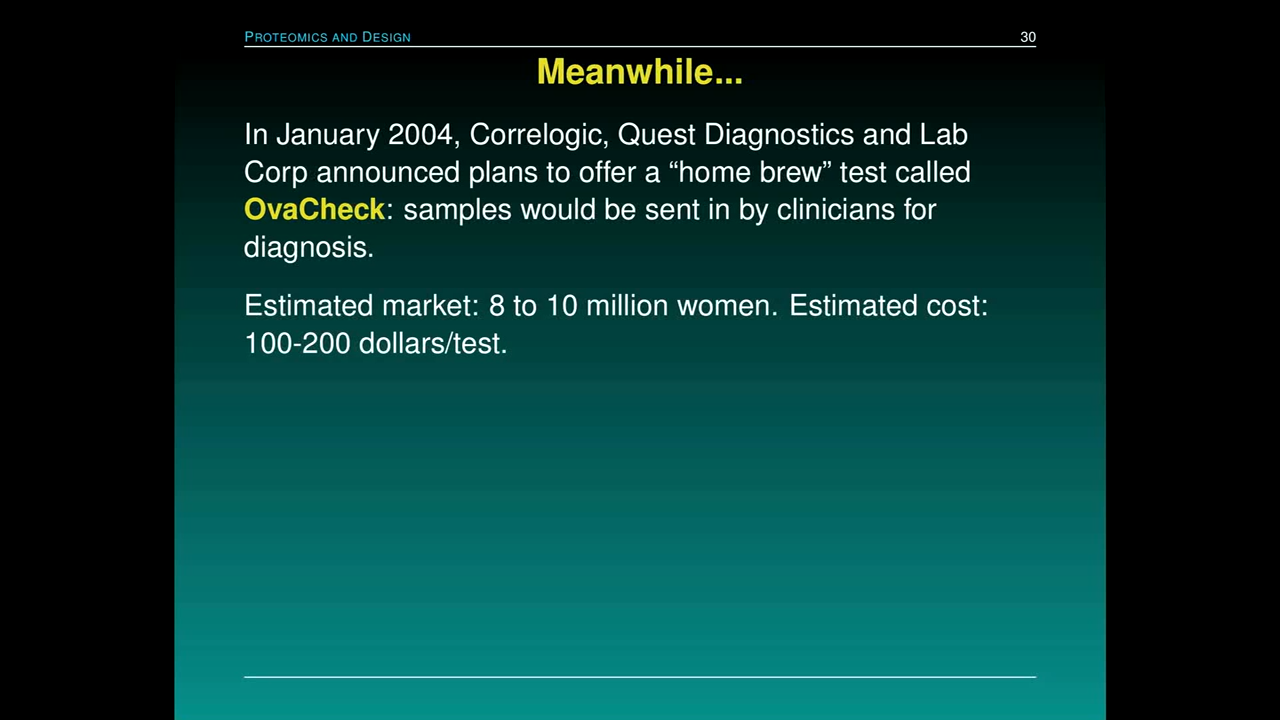 PROTEOMICS AND DESIGN 30
Meanwhile...
In January 2004, Correlogic, Quest Diagnostics and Lab
Corp announced plans to offer a “home brew” test called
OvaCheck: samples would be sent in by clinicians for
diagnosis.
Estimated market: 8 to 10 million women. Estimated cost:
100-200 dollars/test.